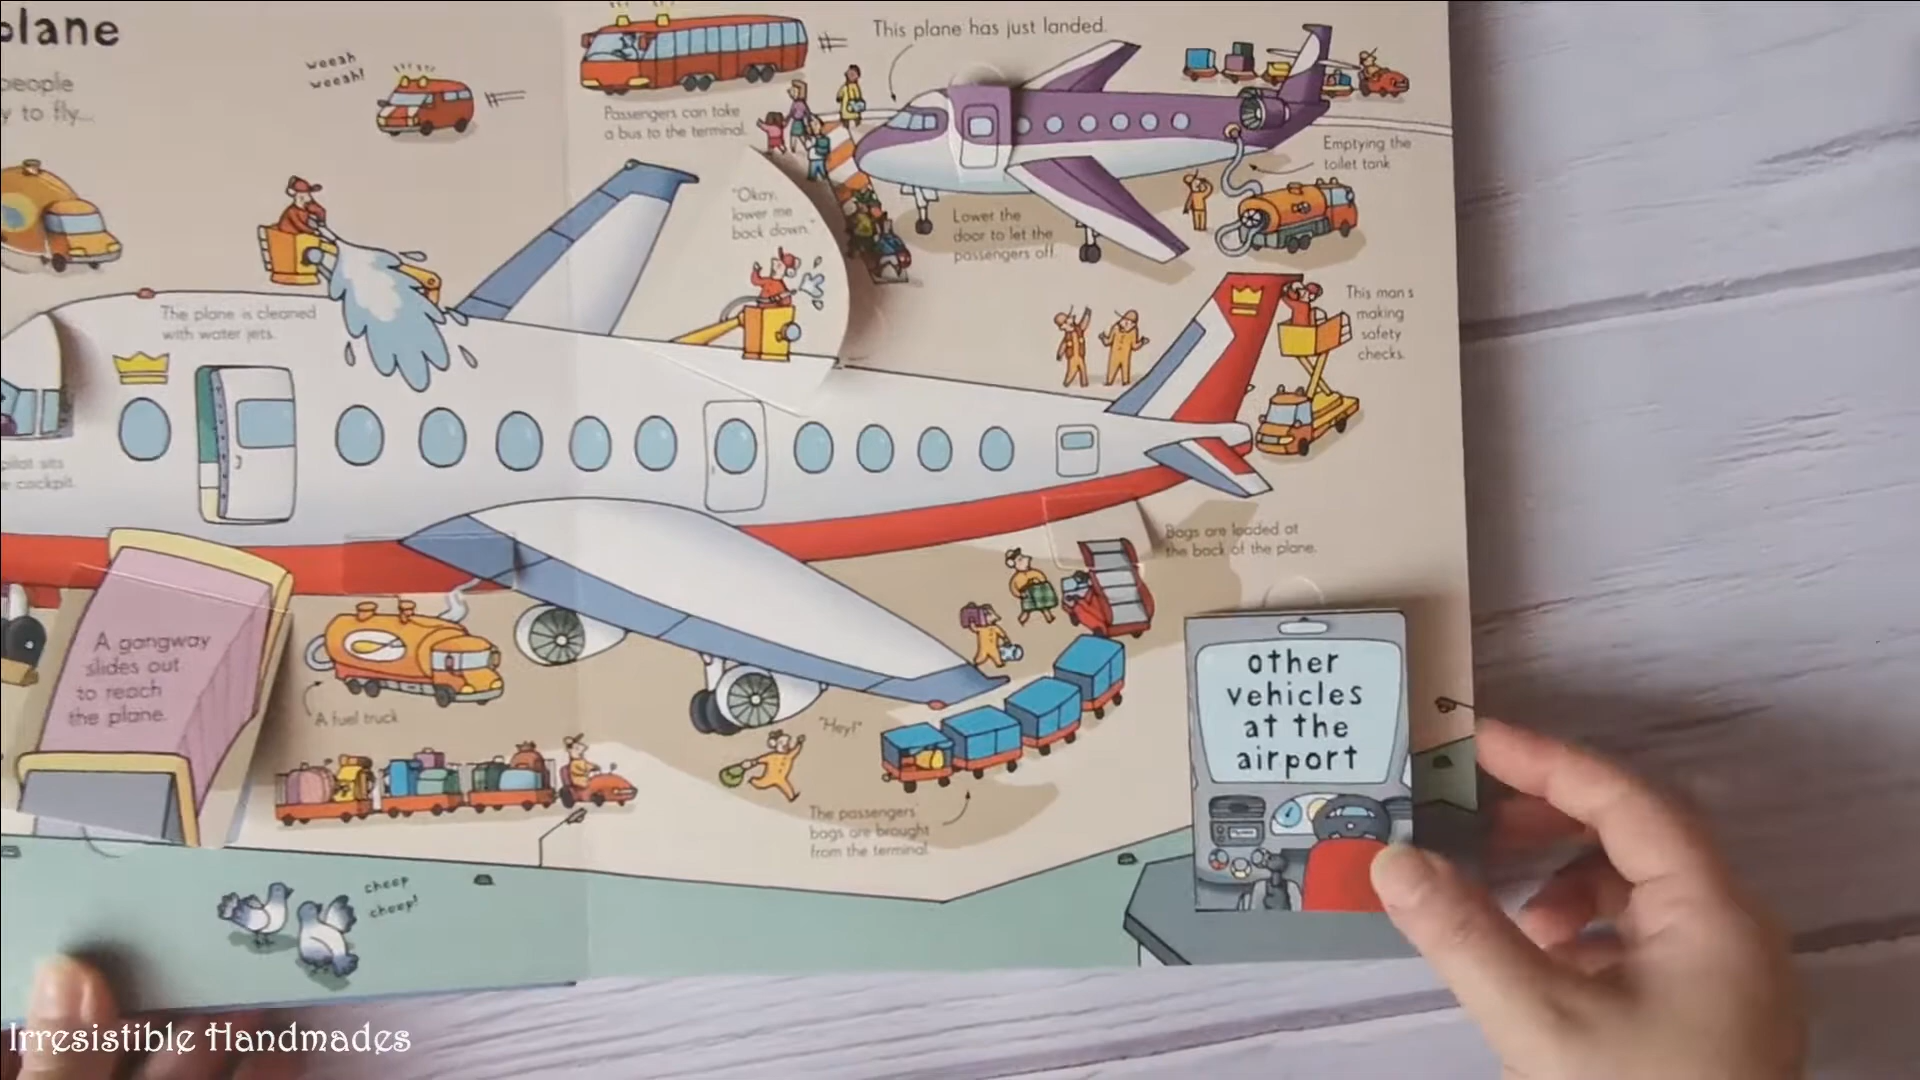 plane
people
y to fly...
weeah
weeah!
Passengers can take
a bus to the terminal.
This plane has just landed.
Emptying the
toilet tank
"Okay,
lower me
back down."
Lower the
door to let the
passengers off.
This man's
making
safety
checks.
The plane is cleaned
with water jets.
pilot sits
cockpit.
Bags are loaded at
the back of the plane.
A gangway
slides out
to reach
the plane.
A fuel truck
"Hey!"
The passengers'
bags are brought
from the terminal.
other
vehicles
at the
airport
cheep
cheep!
Irresistible Handmades